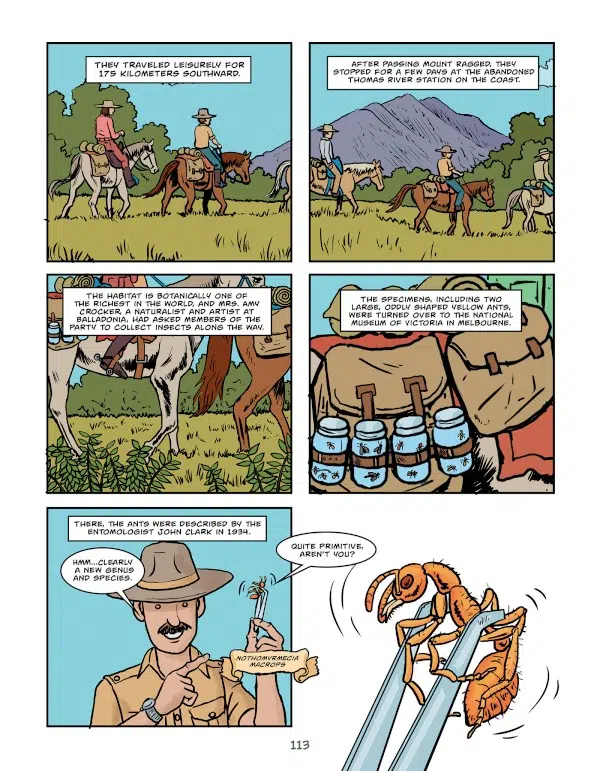 THEY TRAVELED LEISURELY FOR
175 KILOMETERS SOUTHWARD.
AFTER PASSING MOUNT RAGGED, THEY
STOPPED FOR A FEW DAYS AT THE ABANDONED
THOMAS RIVER STATION ON THE COAST.
THE HABITAT IS BOTANICALLY ONE OF
THE RICHEST IN THE WORLD, AND MRS. AMY
CROCKER, A NATURALIST AND ARTIST AT
BALLADONIA, HAD ASKED MEMBERS OF THE
PARTY TO COLLECT INSECTS ALONG THE WAY.
THE SPECIMENS, INCLUDING TWO
LARGE, ODDLY SHAPED YELLOW ANTS,
WERE TURNED OVER TO THE NATIONAL
MUSEUM OF VICTORIA IN MELBOURNE.
THERE, THE ANTS WERE DESCRIBED BY THE
ENTOMOLOGIST JOHN CLARK IN 1934.
HMM...CLEARLY
A NEW GENUS
AND SPECIES.
QUITE PRIMITIVE,
AREN'T YOU?
NOTHOMYRMECIA
MACROPS
113